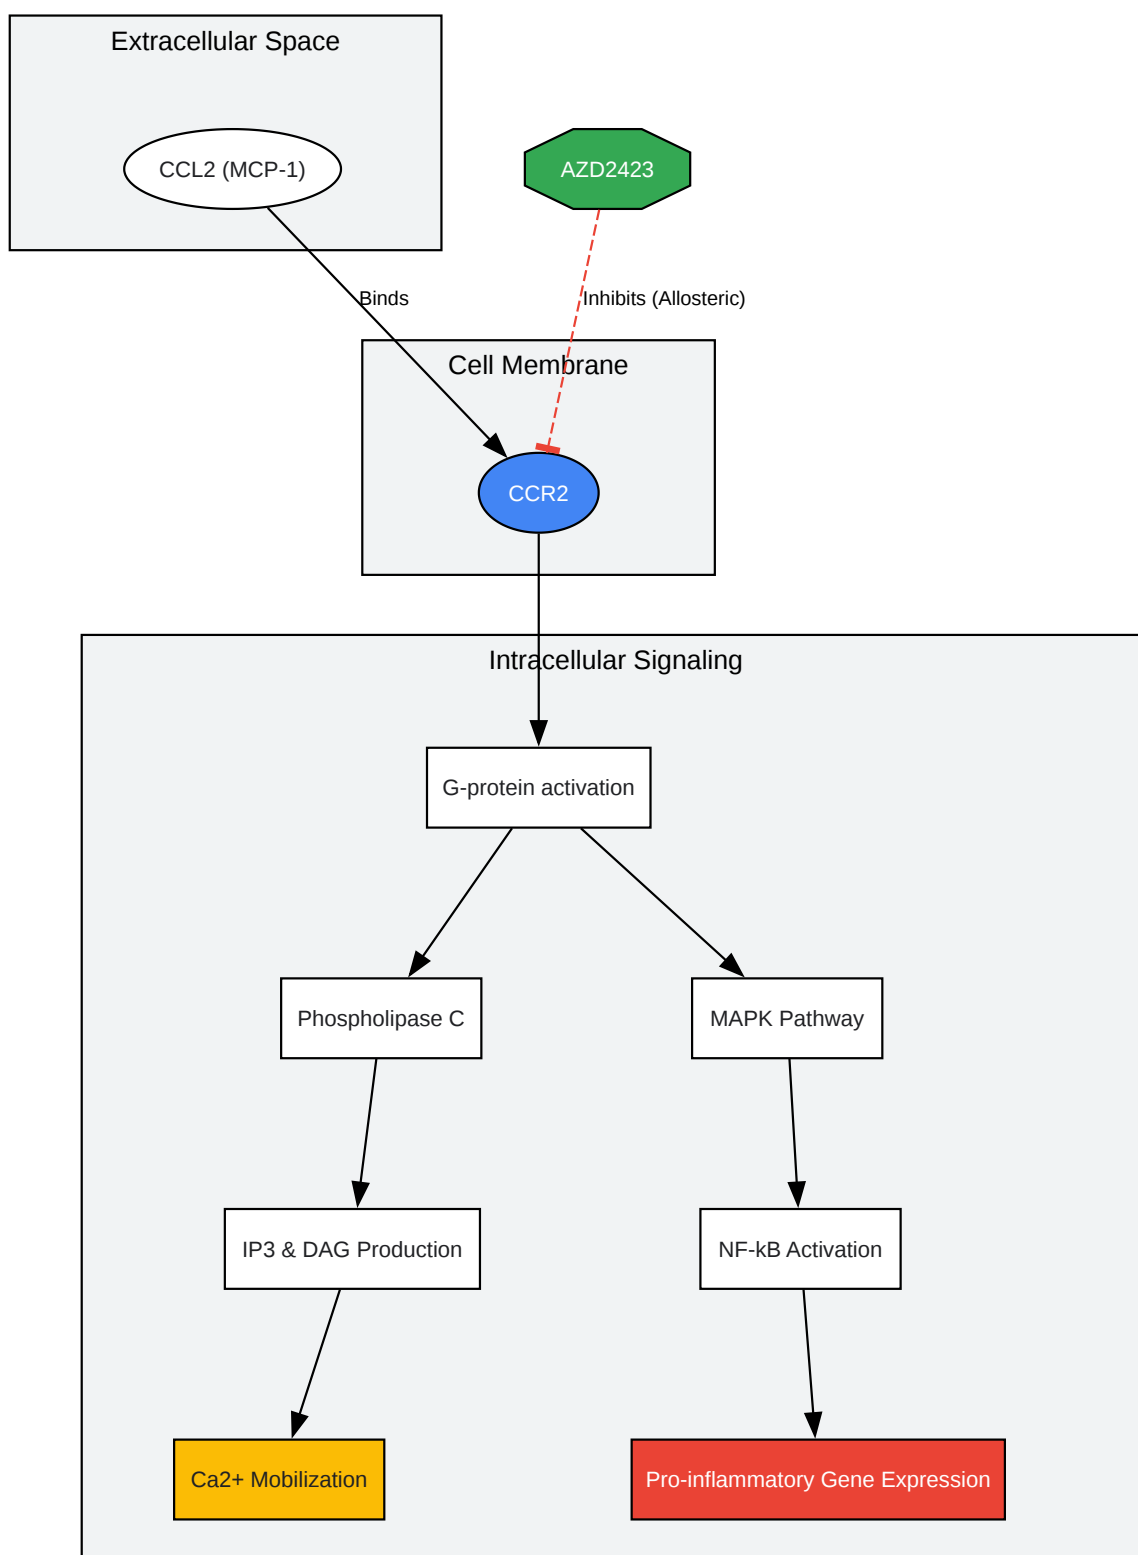 Extracellular Space
CCL2 (MCP-1)
AZD2423
Binds
Inhibits (Allosteric)
Cell Membrane
CCR2
Intracellular Signaling
G-protein activation
Phospholipase C
MAPK Pathway
IP3 & DAG Production
NF-kB Activation
Ca2+ Mobilization
Pro-inflammatory Gene Expression